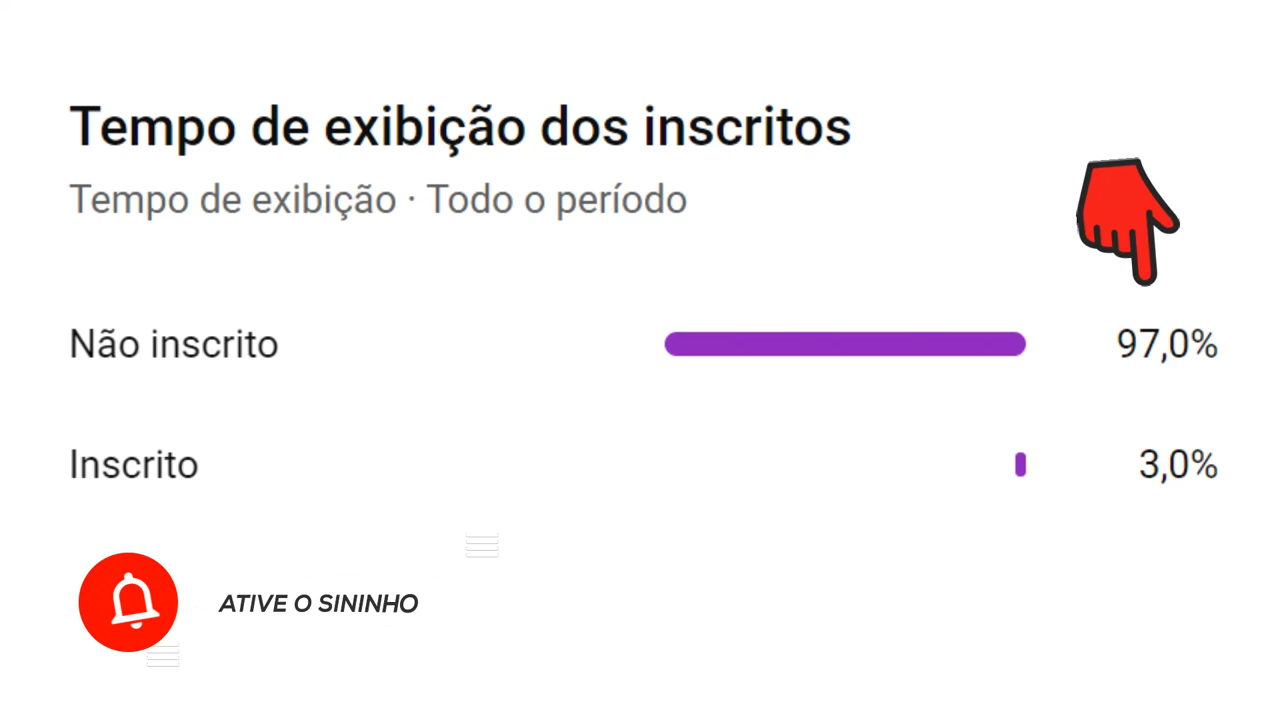 Tempo de exibição dos inscritos
Tempo de exibição · Todo o período
Não inscrito 97,0%
Inscrito 3,0%
ATIVE O SININHO